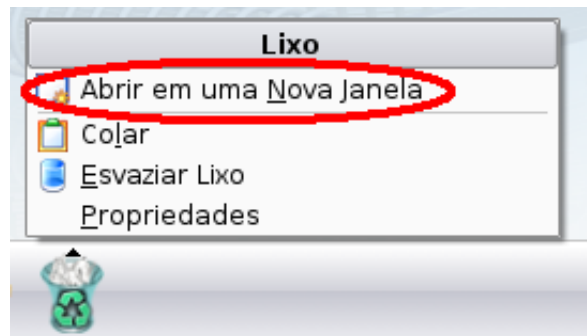 Lixo
Abrir em uma Nova Janela
Colar
Esvaziar Lixo
Propriedades